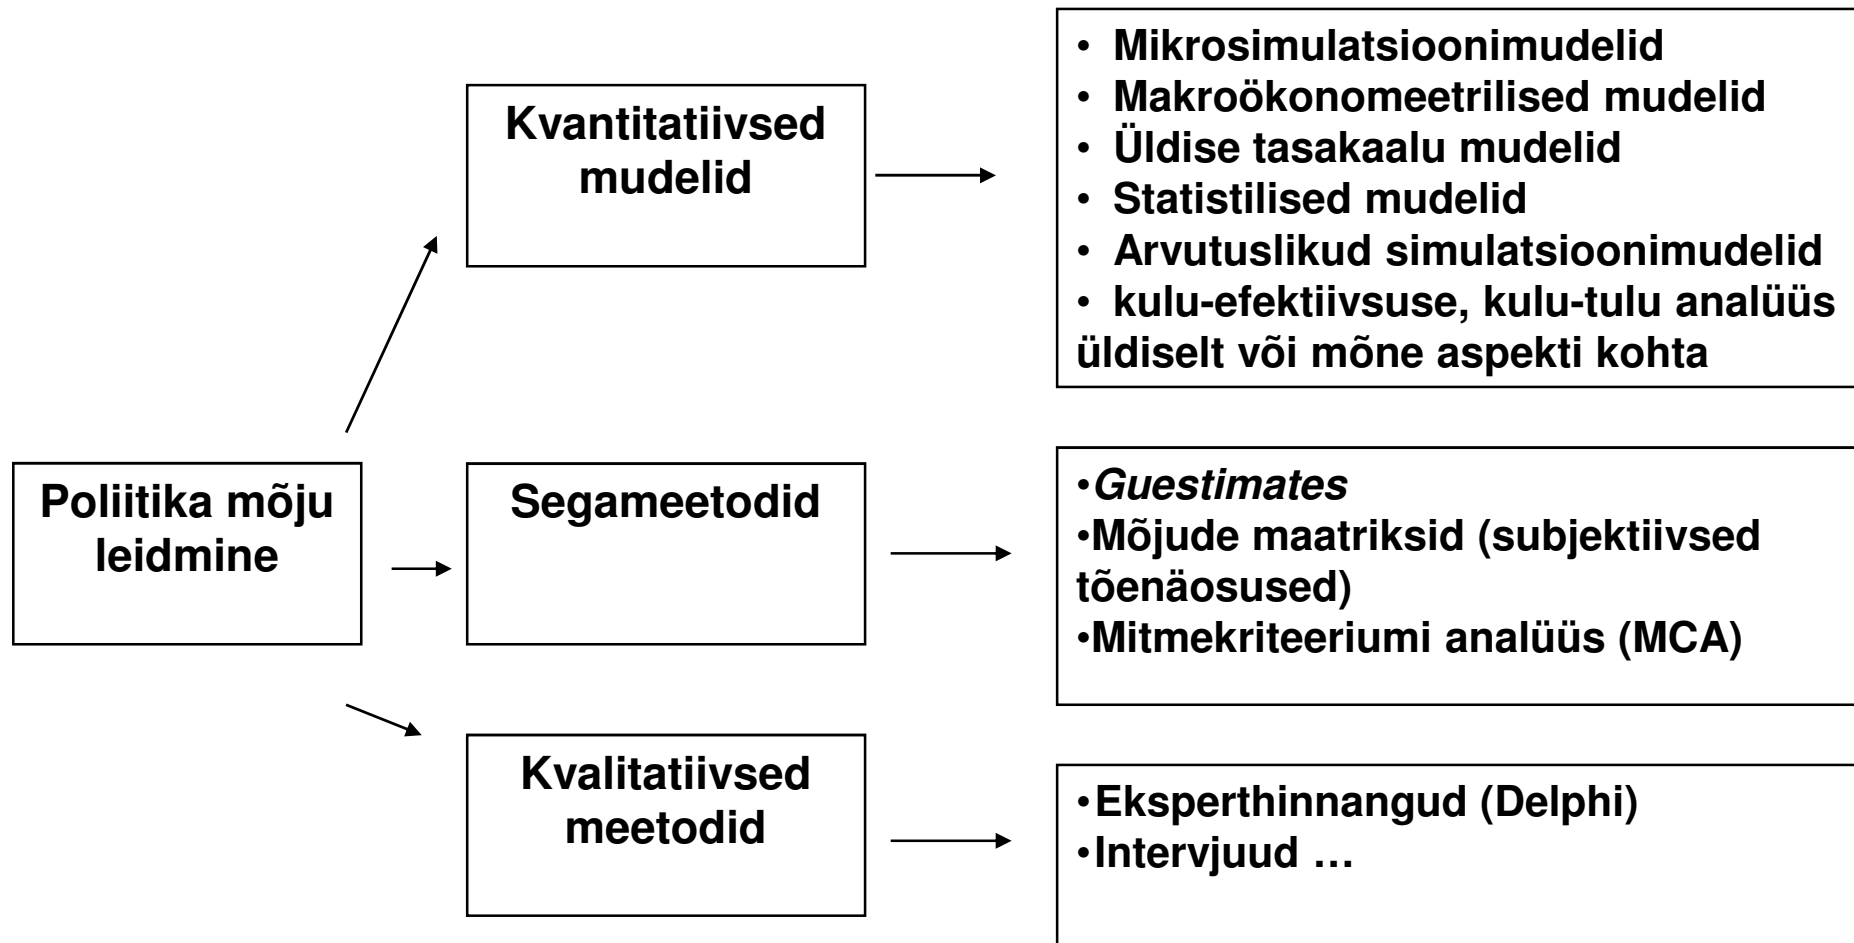 Poliitika mõju
leidmine
Kvantitatiivsed
mudelid
• Mikrosimulatsioonimudelid
• Makroökonomeetrilised mudelid
• Üldise tasakaalu mudelid
• Statistilised mudelid
• Arvutuslikud simulatsioonimudelid
• kulu-efektiivsuse, kulu-tulu analüüs
üldiselt või mõne aspekti kohta
Segameetodid
•Guestimates
•Mõjude maatriksid (subjektiivsed
tõenäosused)
•Mitmekriteeriumi analüüs (MCA)
Kvalitatiivsed
meetodid
•Eksperthinnangud (Delphi)
•Intervjuud …